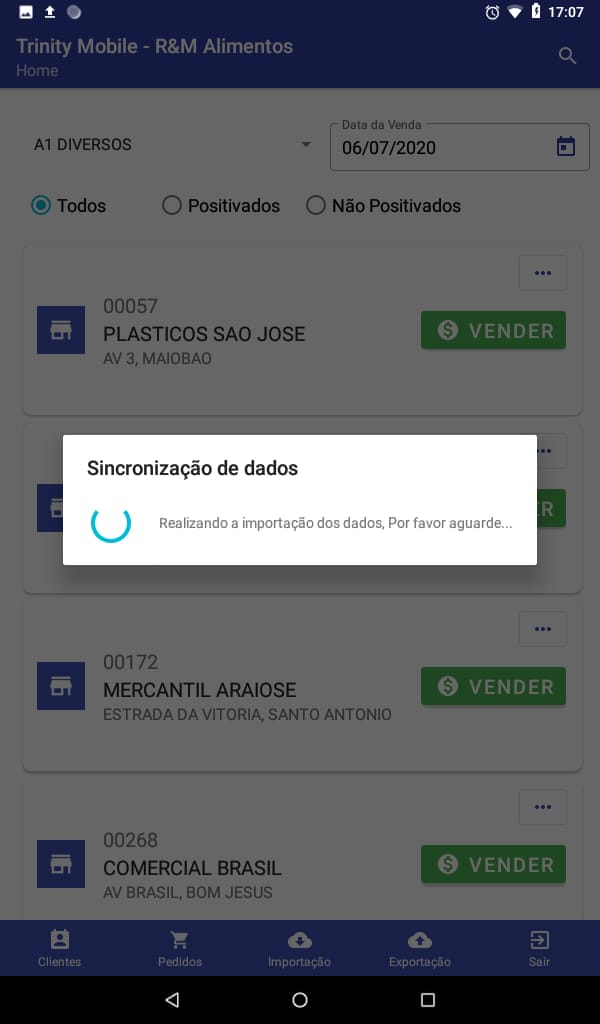 17:07
Trinity Mobile - R&M Alimentos
Home
A1 DIVERSOS
Data da Venda
06/07/2020
Todos
Positivados
Não Positivados
00057
PLASTICOS SAO JOSE
AV 3, MAIOBAO
VENDER
Sincronização de dados
Realizando a importação dos dados, Por favor aguarde...
R
00172
MERCANTIL ARAIOSE
ESTRADA DA VITORIA, SANTO ANTONIO
VENDER
00268
COMERCIAL BRASIL
AV BRASIL, BOM JESUS
VENDER
Clientes
Pedidos
Importação
Exportação
Sair